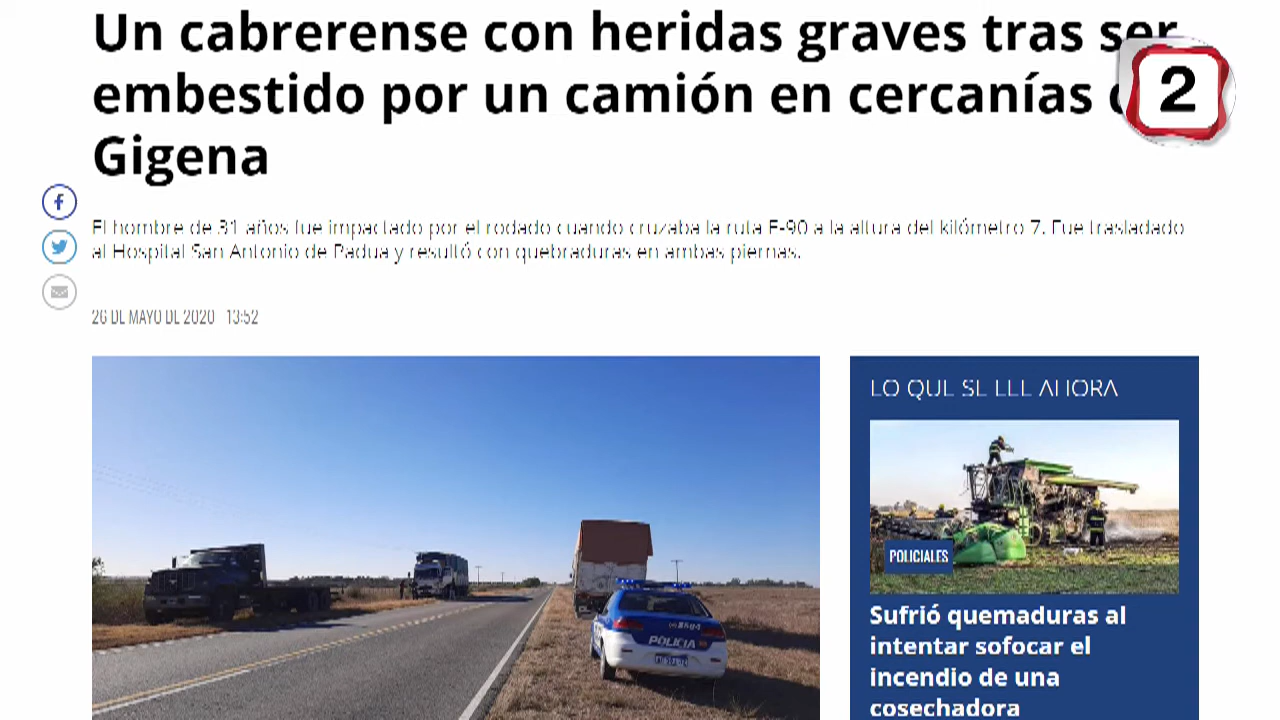 Un cabrerense con heridas graves tras ser
embestido por un camión en cercanías
Gigena
2
El hombre de 31 años fue impactado por el rodado cuando cruzaba la ruta E-90 a la altura del kilómetro 7. Fue trasladado
al Hospital San Antonio de Padua y resultó con quebraduras en ambas piernas.
26 DE MAYO DE 2020 13:52
LO QUE SE LEE AHORA
POLICIALES
POLICIA
Sufrió quemaduras al
intentar sofocar el
incendio de una
cosechadora